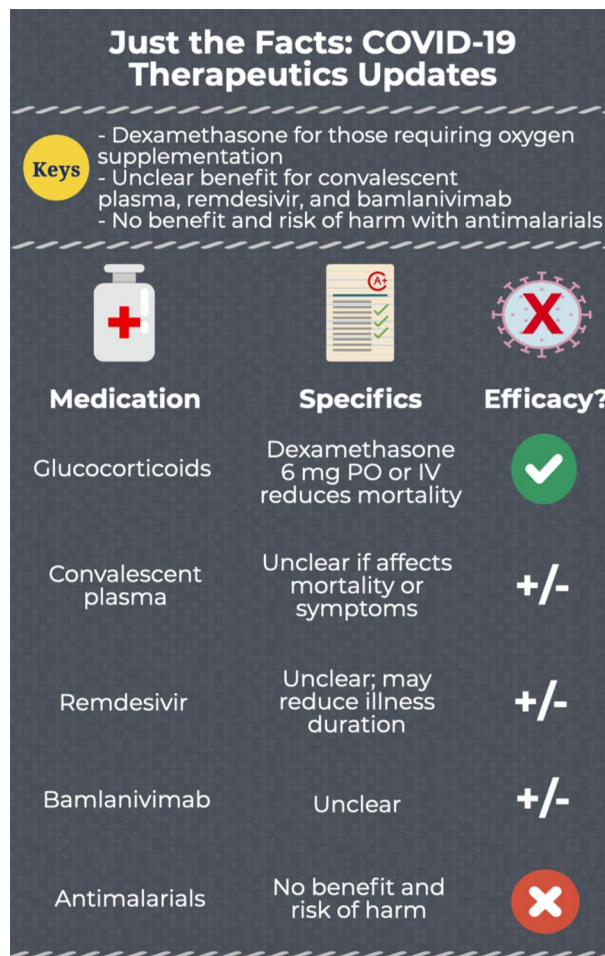 Just the Facts: COVID-19
Therapeutics Updates
Keys
- Dexamethasone for those requiring oxygen
supplementation
- Unclear benefit for convalescent
plasma, remdesivir, and bamlanivimab
- No benefit and risk of harm with antimalarials
A+
X
Medication
Specifics
Efficacy?
Glucocorticoids
Dexamethasone
6 mg PO or IV
reduces mortality
Convalescent
plasma
Unclear if affects
mortality or
symptoms
+/-
Remdesivir
Unclear; may
reduce illness
duration
+/-
Bamlanivimab
Unclear
+/-
Antimalarials
No benefit and
risk of harm